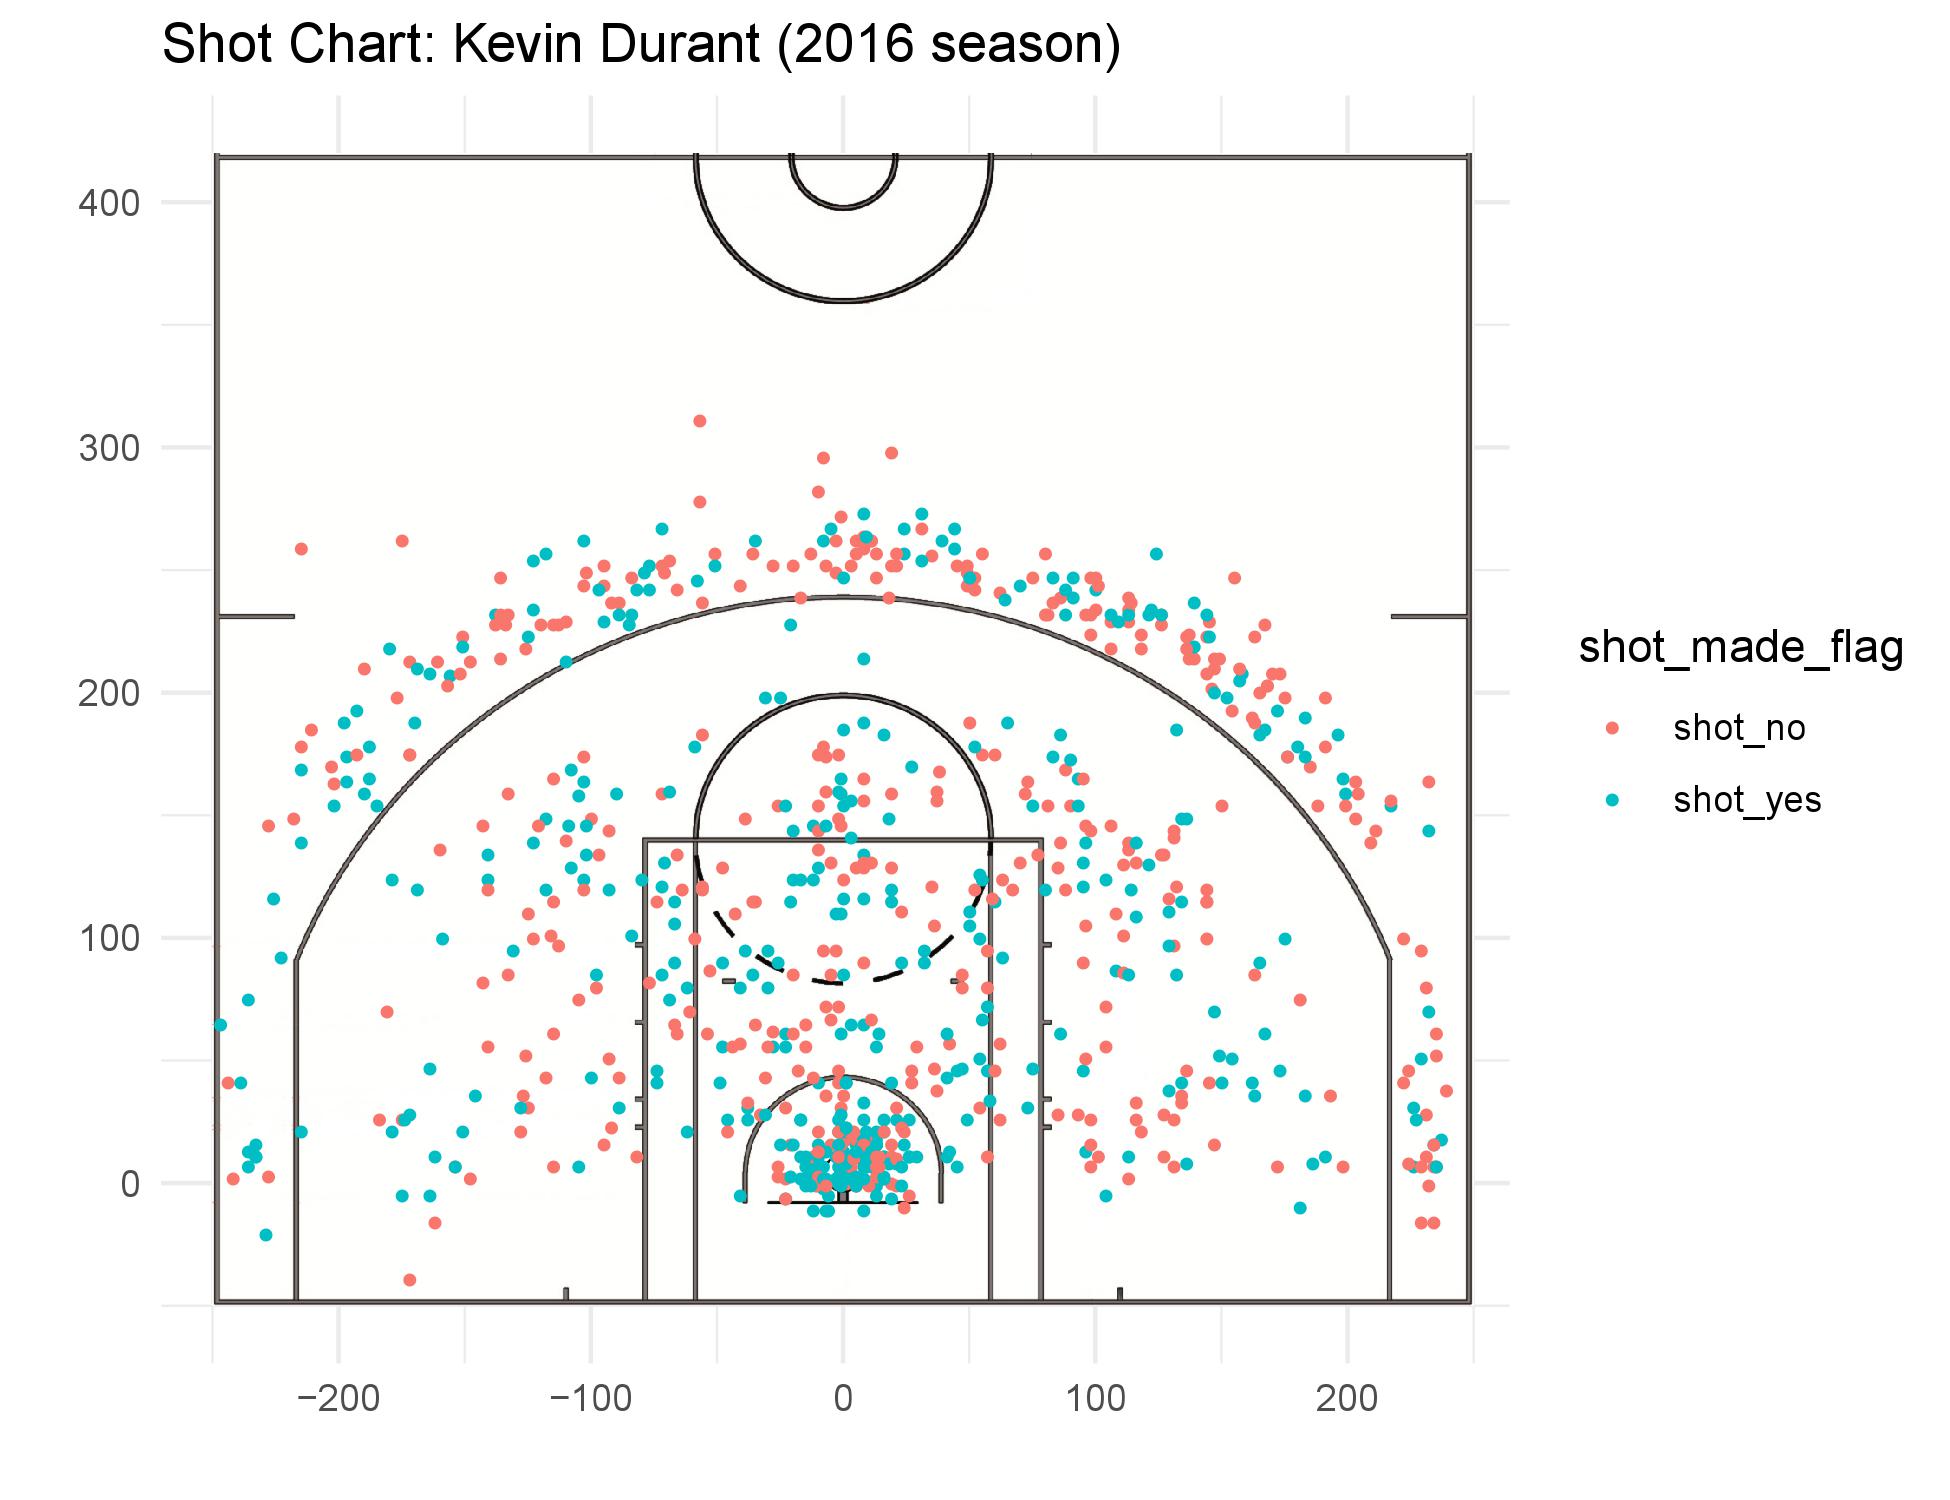 Shot Chart: Kevin Durant (2016 season)
400
300
200
100
0
−200 −100 0 100 200
shot_made_flag
shot_no
shot_yes